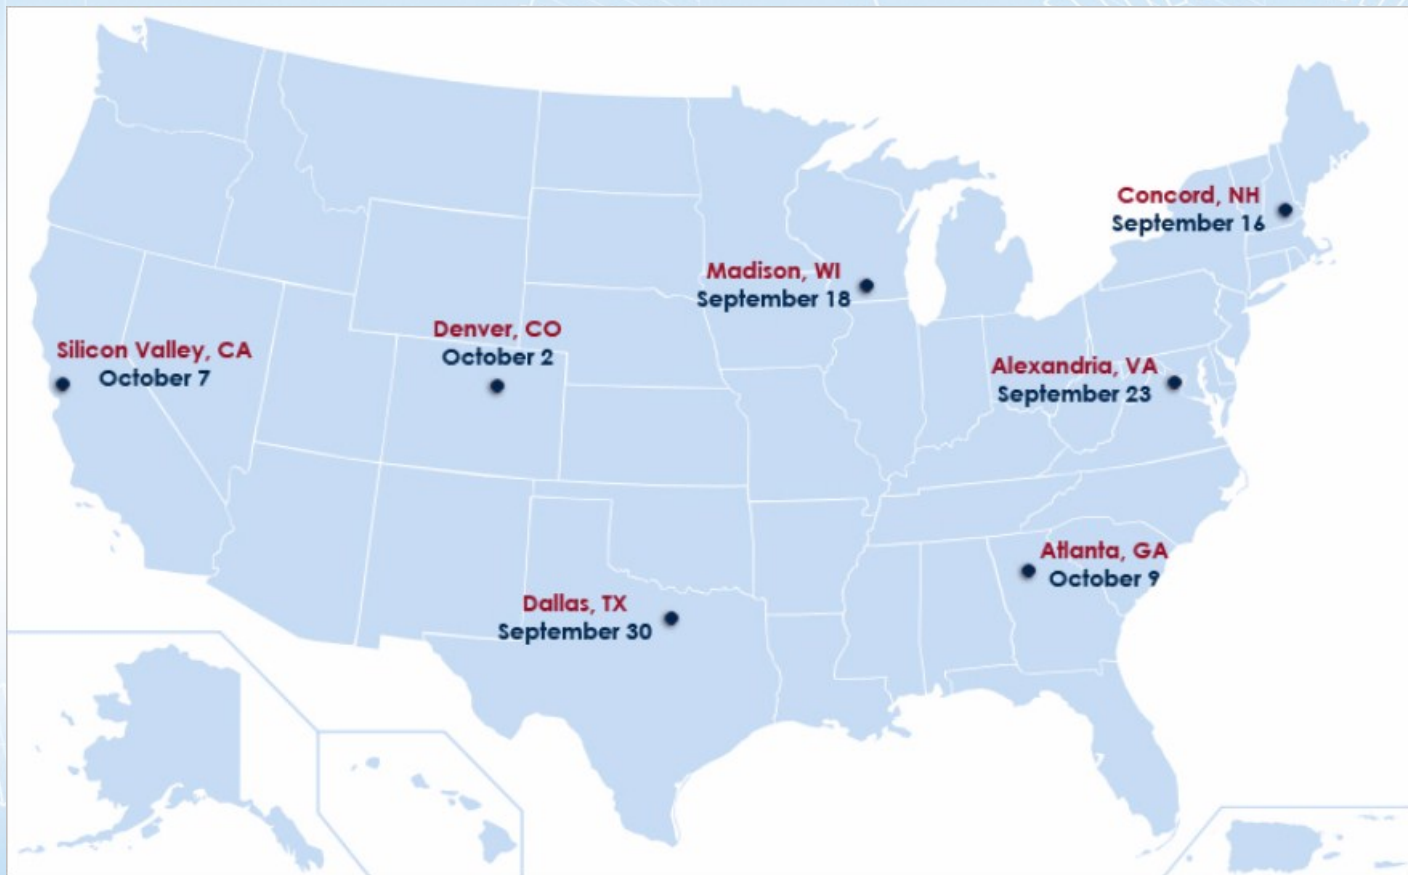 Concord, NH
September 16
Madison, WI
September 18
Denver, CO
October 2
Silicon Valley, CA
October 7
Alexandria, VA
September 23
Atlanta, GA
October 9
Dallas, TX
September 30